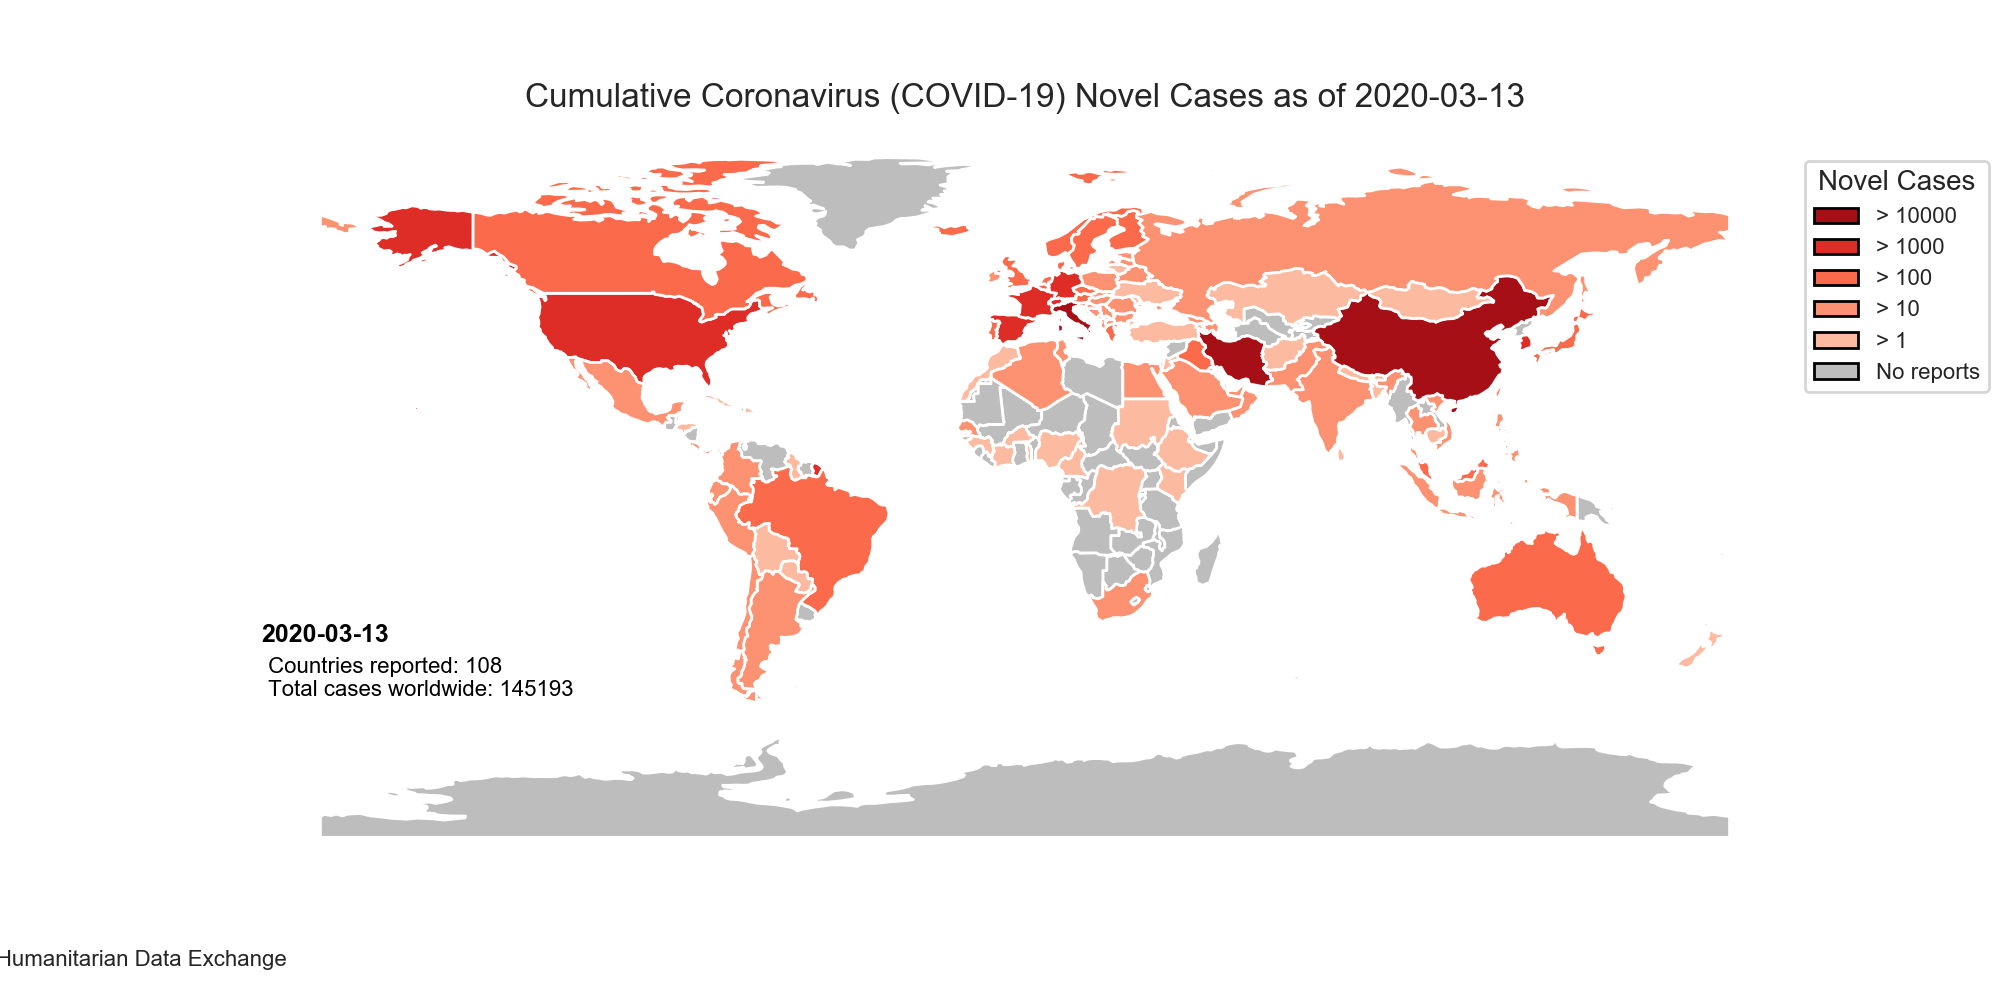 Cumulative Coronavirus (COVID-19) Novel Cases as of 2020-03-13
Novel Cases
> 10000
> 1000
> 100
> 10
> 1
No reports
2020-03-13
Countries reported: 108
Total cases worldwide: 145193
Humanitarian Data Exchange